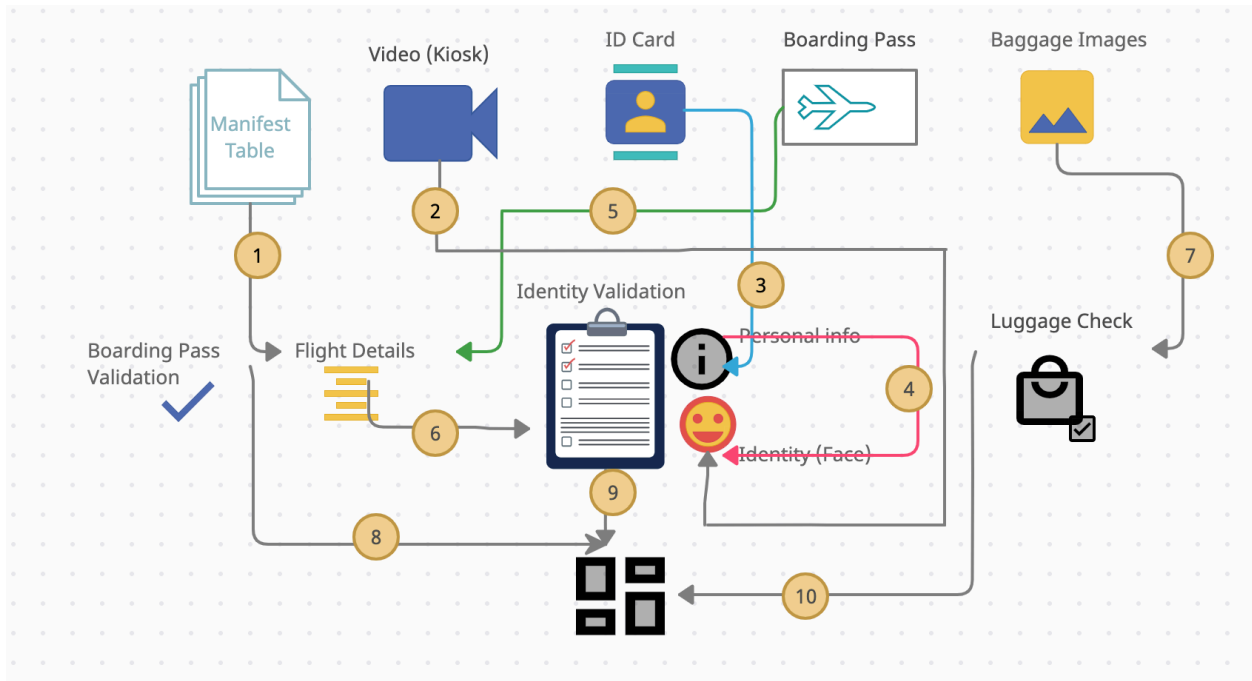 ID Card
Boarding Pass
Baggage Images
Video (Kiosk)
Manifest
Table
2
5
1
7
3
Identity Validation
Luggage Check
Personal info
Boarding Pass
Validation
Flight Details
4
6
Identity (Face)
9
8
10